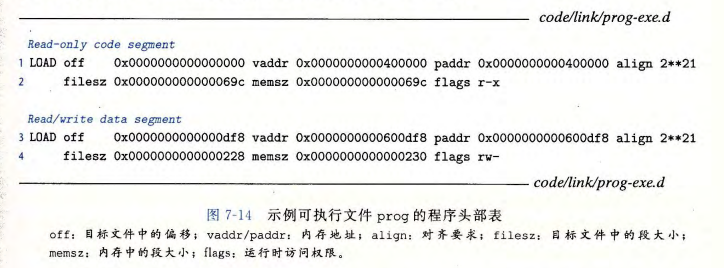 code/link/prog-exe.d
Read-only code segment
1 LOAD off 0x0000000000000000 vaddr 0x0000000000400000 paddr 0x0000000000400000 align 2**21
2 filesz 0x000000000000069c memsz 0x000000000000069c flags r-x
Read/write data segment
3 LOAD off 0x0000000000000df8 vaddr 0x0000000000600df8 paddr 0x0000000000600df8 align 2**21
4 filesz 0x0000000000000228 memsz 0x0000000000000230 flags rw-
code/link/prog-exe.d
图 7-14 示例可执行文件 prog 的程序头部表
off: 目标文件中的偏移; vaddr/paddr: 内存地址; align: 对齐要求; filesz: 目标文件中的段大小;
memsz: 内存中的段大小; flags: 运行时访问权限。